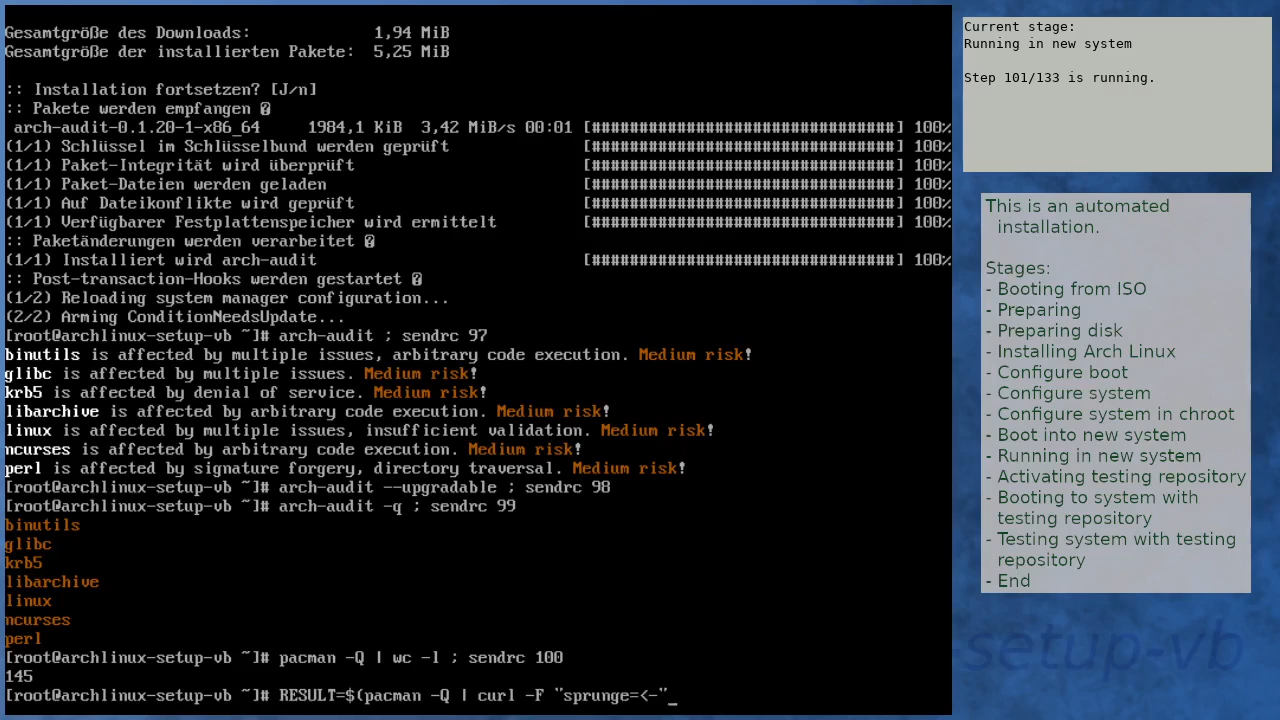 Gesamtgröße des Downloads:             1,94 MiB
Gesamtgröße der installierten Pakete:  5,25 MiB
:: Installation fortsetzen? [J/n]
:: Pakete werden empfangen �
 arch-audit-0.1.20-1-x86_64     1984,1 KiB  3,42 MiB/s 00:01 [################################] 100%
(1/1) Schlüssel im Schlüsselbund werden geprüft              [################################] 100%
(1/1) Paket-Integrität wird überprüft                        [################################] 100%
(1/1) Paket-Dateien werden geladen                           [################################] 100%
(1/1) Auf Dateikonflikte wird geprüft                        [################################] 100%
(1/1) Verfügbarer Festplattenspeicher wird ermittelt         [################################] 100%
:: Paketänderungen werden verarbeitet �
(1/1) Installiert wird arch-audit                            [################################] 100%
:: Post-transaction-Hooks werden gestartet �
(1/2) Reloading system manager configuration...
(2/2) Arming ConditionNeedsUpdate...
[root@archlinux-setup-vb ~]# arch-audit ; sendrc 97
binutils is affected by multiple issues, arbitrary code execution. Medium risk!
glibc is affected by multiple issues. Medium risk!
krb5 is affected by denial of service. Medium risk!
libarchive is affected by arbitrary code execution. Medium risk!
linux is affected by multiple issues, insufficient validation. Medium risk!
ncurses is affected by arbitrary code execution. Medium risk!
perl is affected by signature forgery, directory traversal. Medium risk!
[root@archlinux-setup-vb ~]# arch-audit --upgradable ; sendrc 98
[root@archlinux-setup-vb ~]# arch-audit -q ; sendrc 99
binutils
glibc
krb5
libarchive
linux
ncurses
perl
[root@archlinux-setup-vb ~]# pacman -Q | wc -l ; sendrc 100
145
[root@archlinux-setup-vb ~]# RESULT=$(pacman -Q | curl -F "sprunge=<-"_
Current stage:
Running in new system
Step 101/133 is running.
This is an automated
installation.
Stages:
- Booting from ISO
- Preparing
- Preparing disk
- Installing Arch Linux
- Configure boot
- Configure system
- Configure system in chroot
- Boot into new system
- Running in new system
- Activating testing repository
- Booting to system with
testing repository
- Testing system with testing
repository
- End
-setup-vb